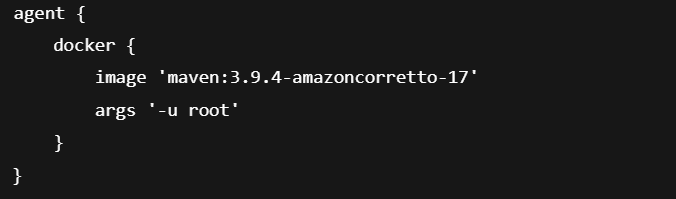 agent {
    docker {
        image 'maven:3.9.4-amazoncorretto-17'
        args '-u root'
    }
}